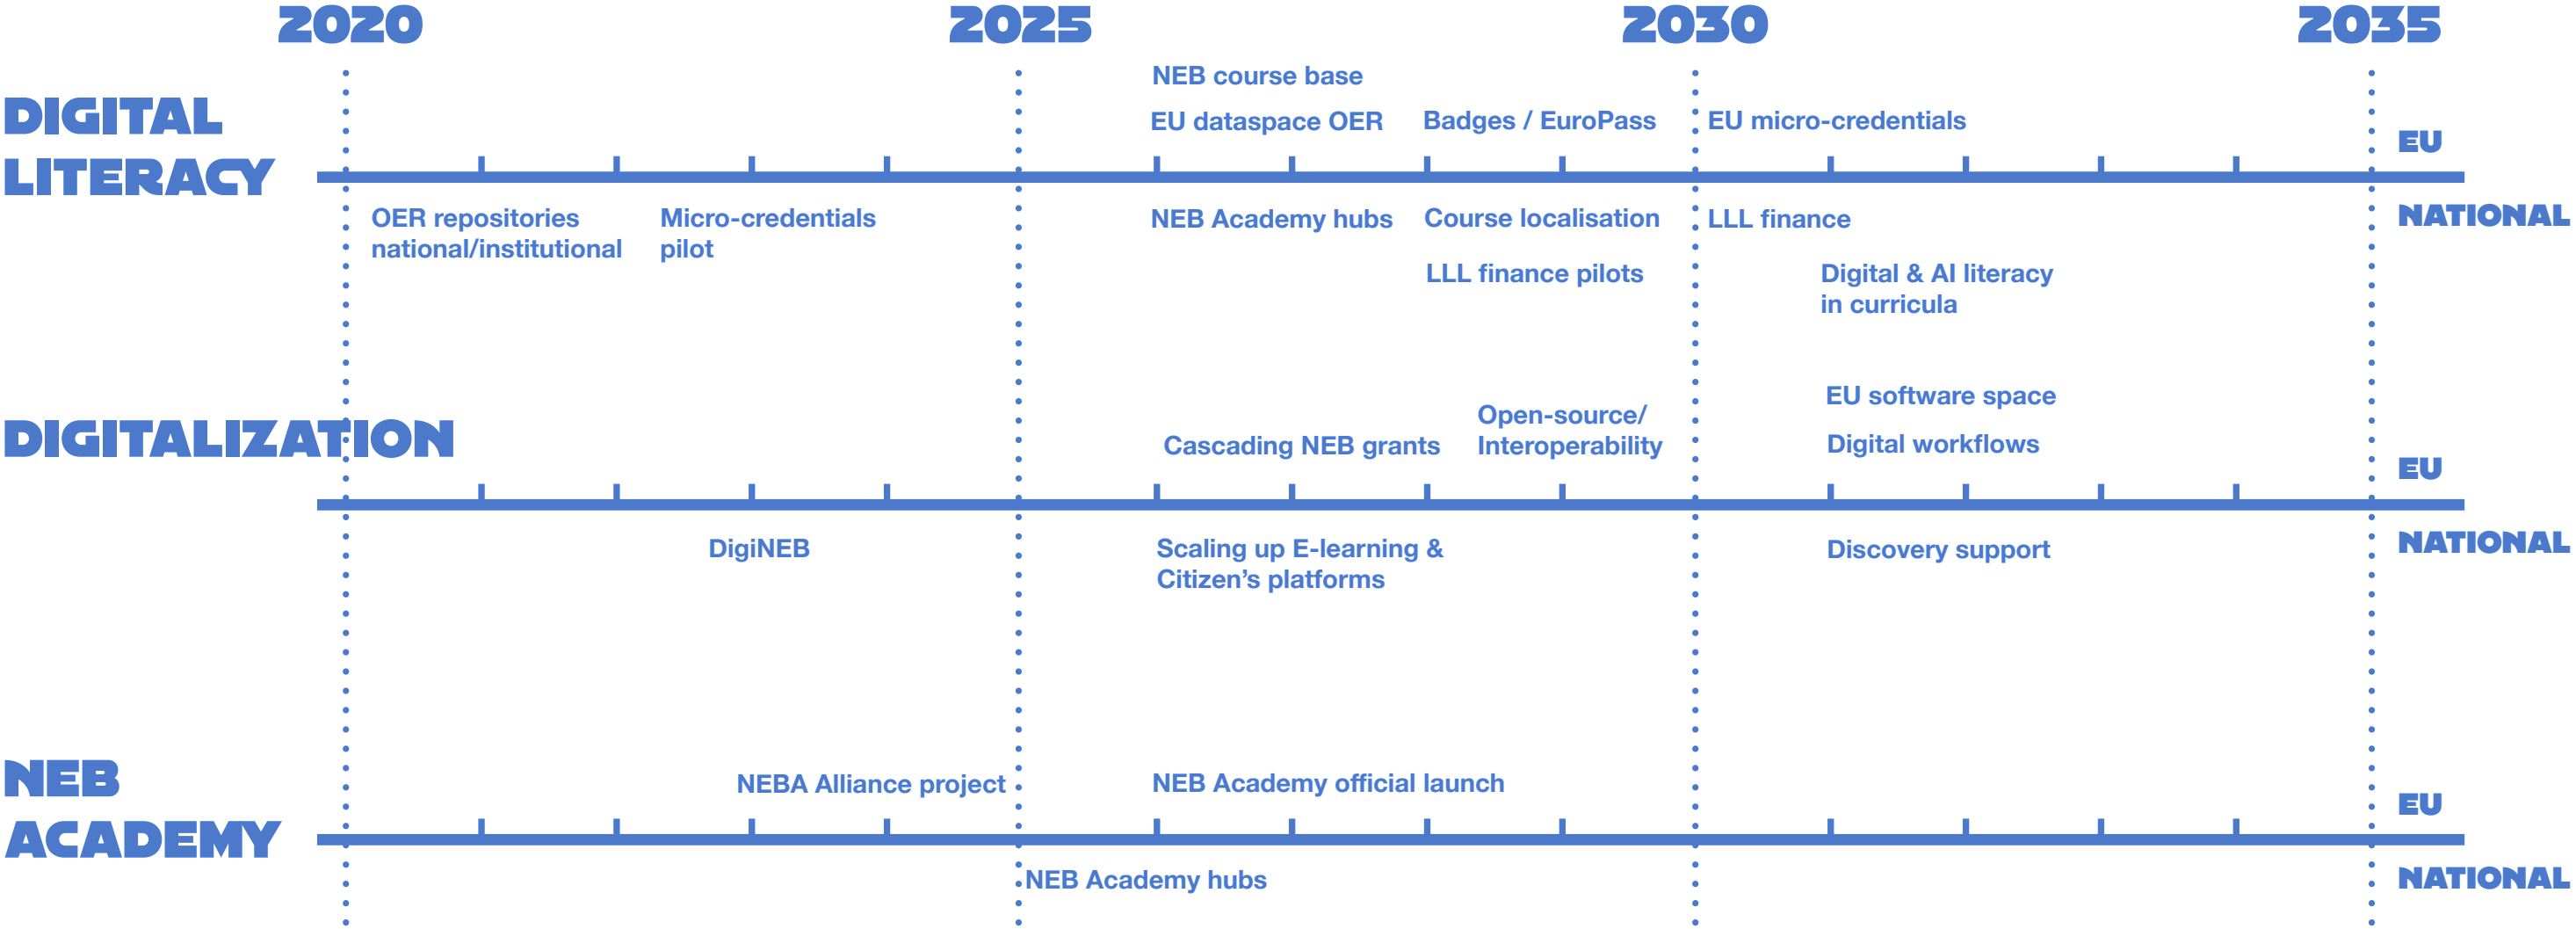 2020
2025
2030
2035
DIGITAL
LITERACY
NEB course base
EU dataspace OER
Badges / EuroPass
EU micro-credentials
EU
NATIONAL
OER repositories
national/institutional
Micro-credentials
pilot
NEB Academy hubs
Course localisation
LLL finance
LLL finance pilots
Digital & AI literacy
in curricula
DIGITALIZATION
Cascading NEB grants
Open-source/
Interoperability
EU software space
Digital workflows
EU
NATIONAL
DigiNEB
Scaling up E-learning &
Citizen’s platforms
Discovery support
NEB
ACADEMY
NEBA Alliance project
NEB Academy official launch
EU
NATIONAL
NEB Academy hubs